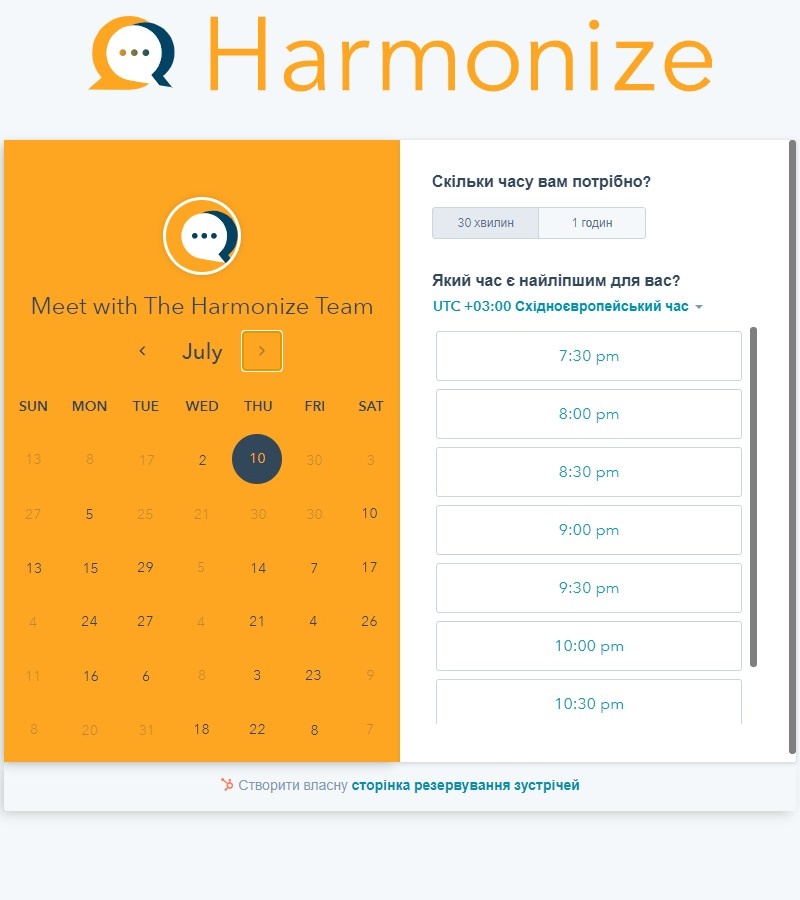 Harmonize
Meet with The Harmonize Team
July
SUN MON TUE WED THU FRI SAT
13 8 17 2 10 30 3
27 5 25 21 30 30 10
13 15 29 5 14 7 17
4 24 27 4 21 4 26
11 16 6 8 3 23 9
8 20 31 18 22 8 7
Скільки часу вам потрібно?
30 хвилин 1 годин
Який час є найліпшим для вас?
UTC +03:00 Східноєвропейський час
7:30 pm
8:00 pm
8:30 pm
9:00 pm
9:30 pm
10:00 pm
10:30 pm
Створити власну сторінка резервування зустрічей